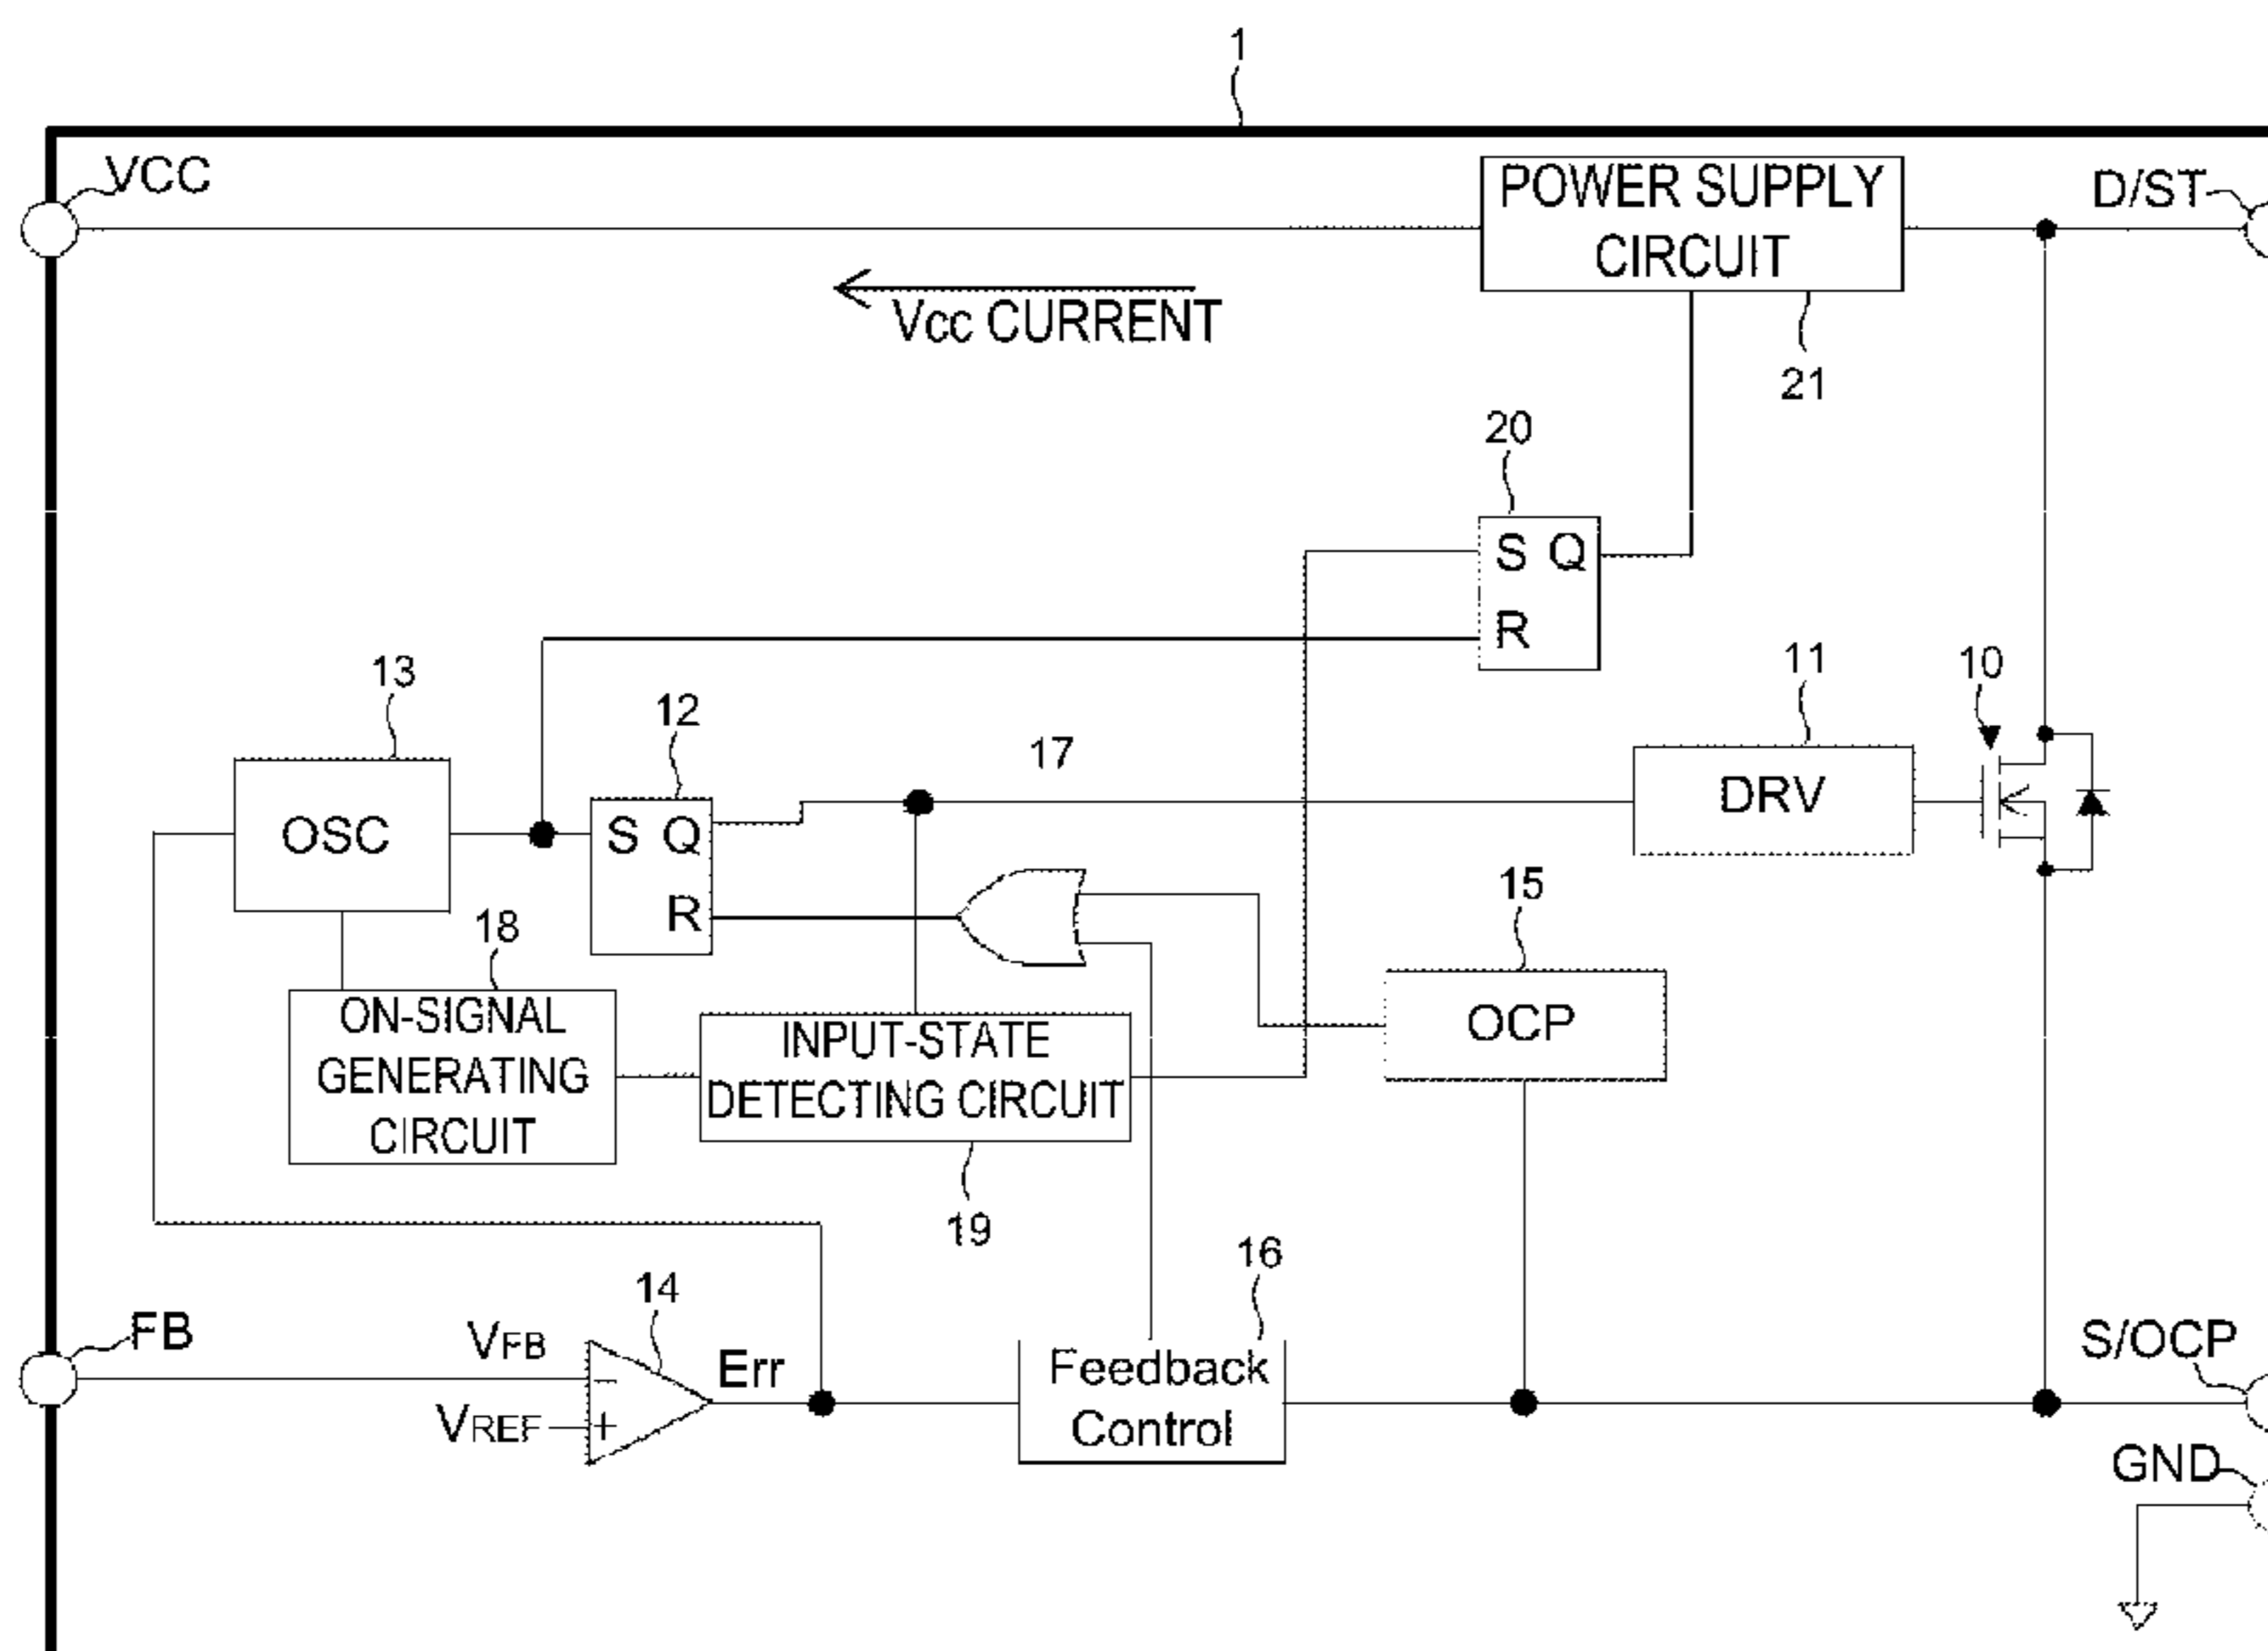 1
VCC
POWER SUPPLY
CIRCUIT
D/ST
Vcc CURRENT
21
20
S Q
R
13
12
17
11
10
OSC
S Q
R
DRV
18
15
ON-SIGNAL
GENERATING
CIRCUIT
INPUT-STATE
DETECTING CIRCUIT
OCP
19
16
14
FB
VFB
VREF
−
+
Err
Feedback
Control
S/OCP
GND